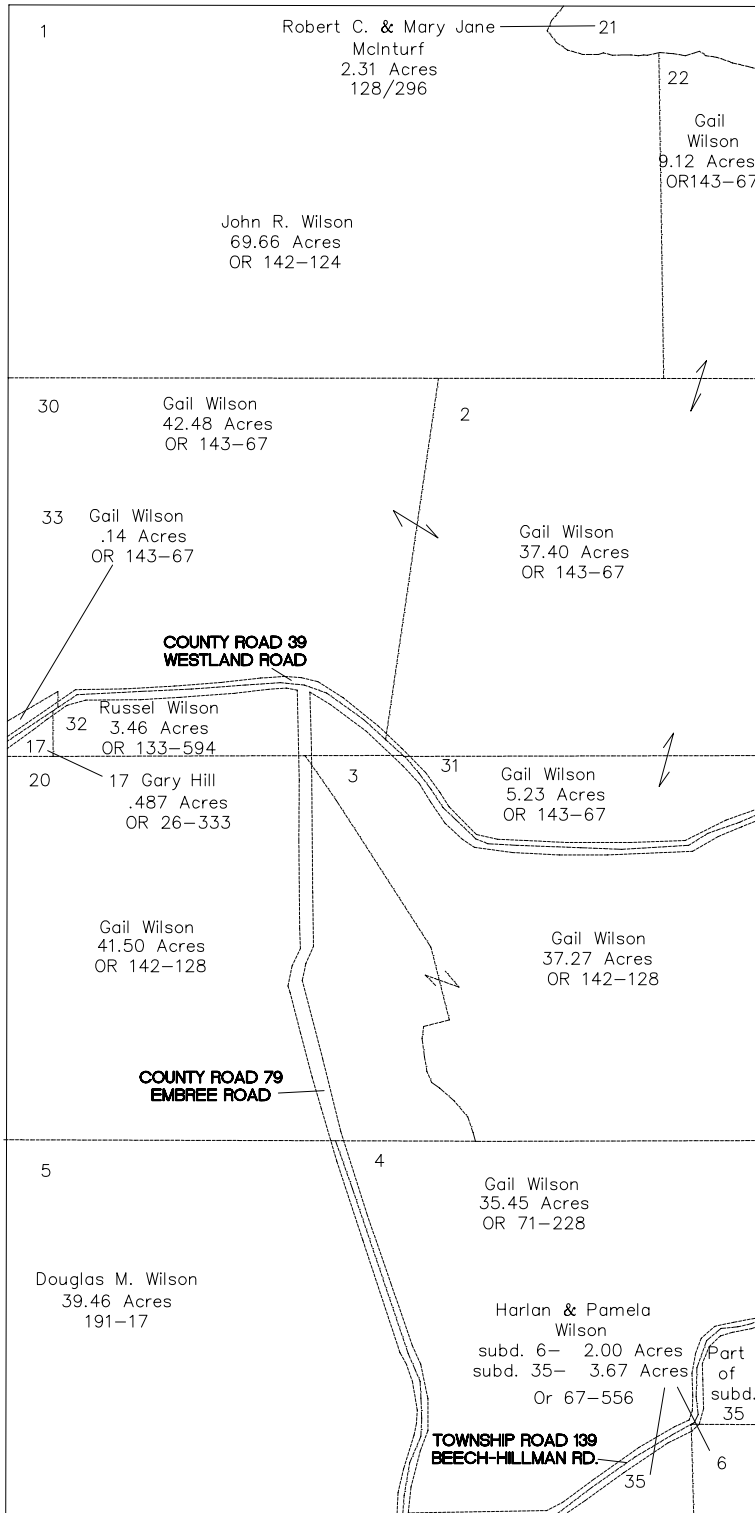 1
Robert C. & Mary Jane
McInturf
2.31 Acres
128/296
21
22
Gail
Wilson
9.12 Acres
OR143-67
John R. Wilson
69.66 Acres
OR 142-124
30
Gail Wilson
42.48 Acres
OR 143-67
2
33
Gail Wilson
.14 Acres
OR 143-67
Gail Wilson
37.40 Acres
OR 143-67
COUNTY ROAD 39
WESTLAND ROAD
32
Russel Wilson
3.46 Acres
OR 133-594
17
20
17 Gary Hill
.487 Acres
OR 26-333
3
31
Gail Wilson
5.23 Acres
OR 143-67
Gail Wilson
41.50 Acres
OR 142-128
Gail Wilson
37.27 Acres
OR 142-128
COUNTY ROAD 79
EMBREE ROAD
5
4
Gail Wilson
35.45 Acres
OR 71-228
Douglas M. Wilson
39.46 Acres
191-17
Harlan & Pamela
Wilson
subd. 6- 2.00 Acres
subd. 35- 3.67 Acres
Or 67-556
Part
of
subd.
35
TOWNSHIP ROAD 139
BEECH-HILLMAN RD.
35
6